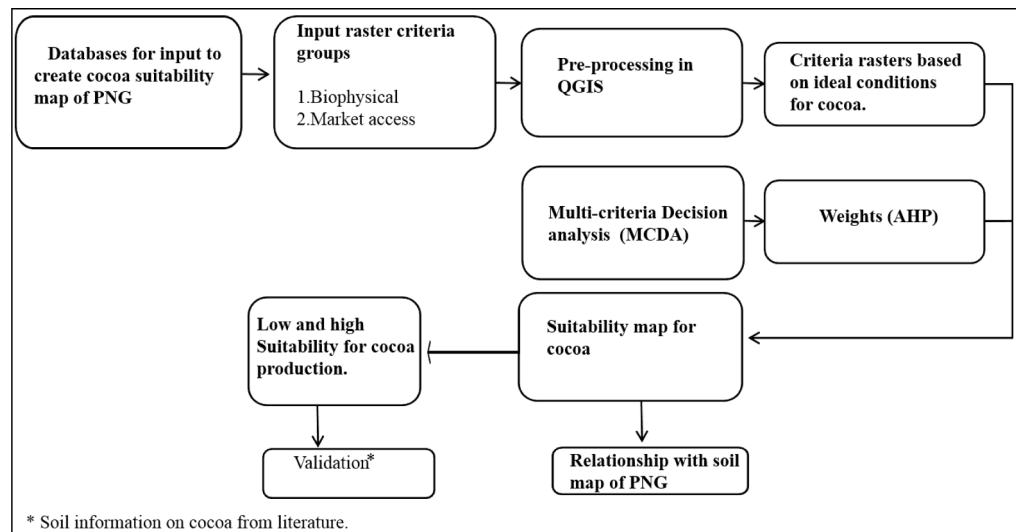 Databases for input to
create cocoa suitability
map of PNG
Input raster criteria
groups
1.Biophysical
2.Market access
Pre-processing in
QGIS
Criteria rasters based
on ideal conditions
for cocoa.
Multi-criteria Decision
analysis (MCDA)
Weights (AHP)
Low and high
Suitability for cocoa
production.
Suitability map for
cocoa
Validation*
Relationship with soil
map of PNG
* Soil information on cocoa from literature.